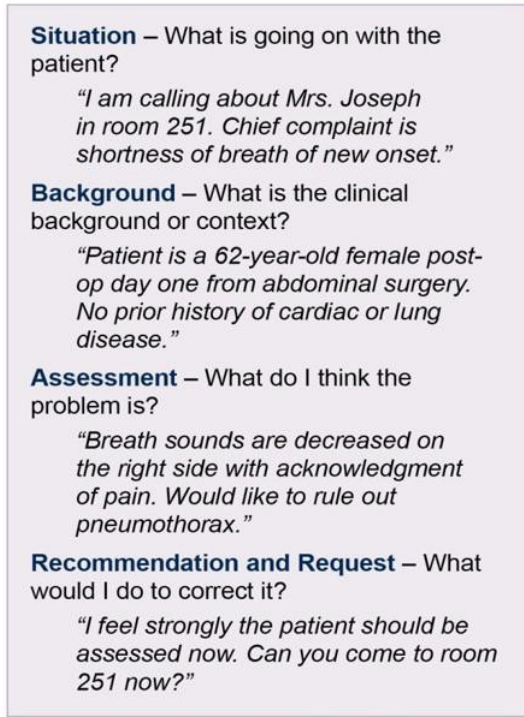 Situation – What is going on with the
patient?
“I am calling about Mrs. Joseph
in room 251. Chief complaint is
shortness of breath of new onset.”
Background – What is the clinical
background or context?
“Patient is a 62-year-old female post-
op day one from abdominal surgery.
No prior history of cardiac or lung
disease.”
Assessment – What do I think the
problem is?
“Breath sounds are decreased on
the right side with acknowledgment
of pain. Would like to rule out
pneumothorax.”
Recommendation and Request – What
would I do to correct it?
“I feel strongly the patient should be
assessed now. Can you come to room
251 now?”